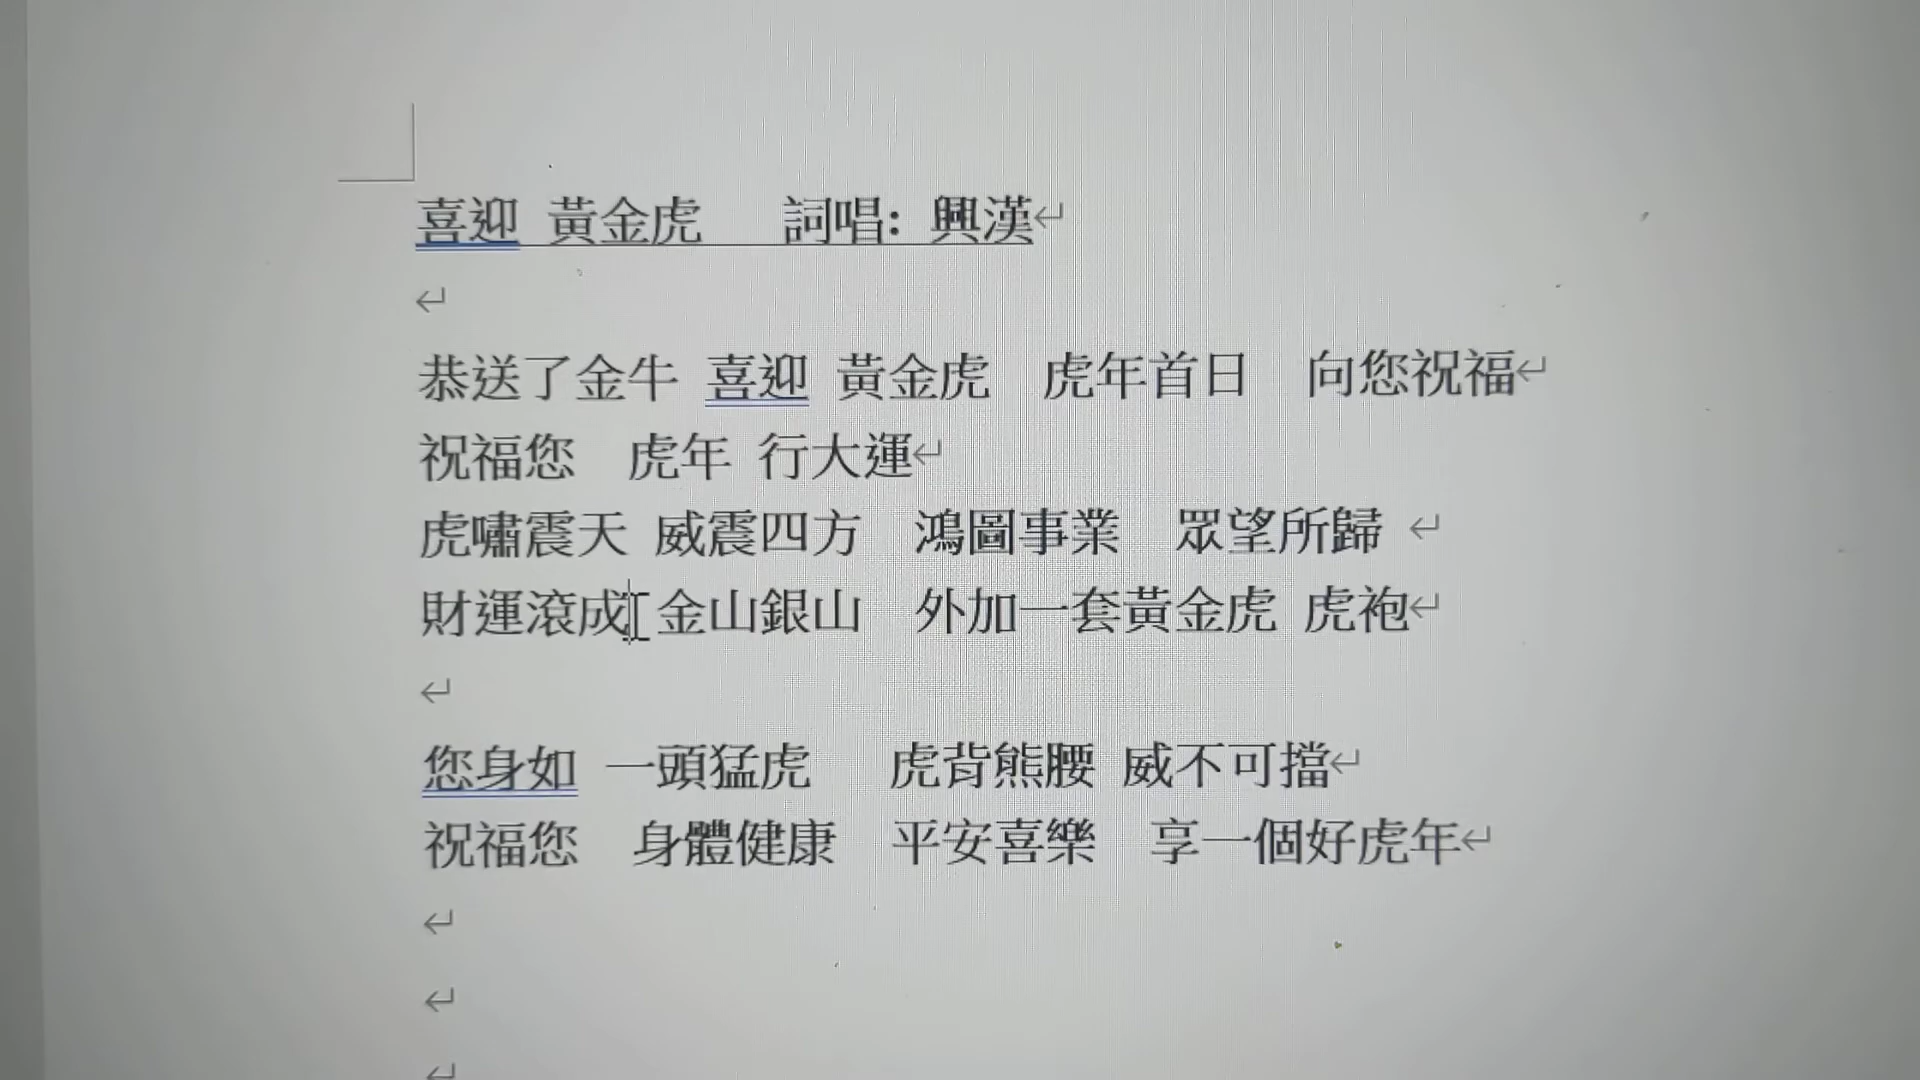 喜迎 黃金虎 詞唱: 興漢
恭送了金牛 喜迎 黃金虎 虎年首日 向您祝福
祝福您 虎年 行大運
虎嘯震天 威震四方 鴻圖事業 眾望所歸
財運滾成 金山銀山 外加一套黃金虎 虎袍
您身如 一頭猛虎 虎背熊腰 威不可擋
祝福您 身體健康 平安喜樂 享一個好虎年